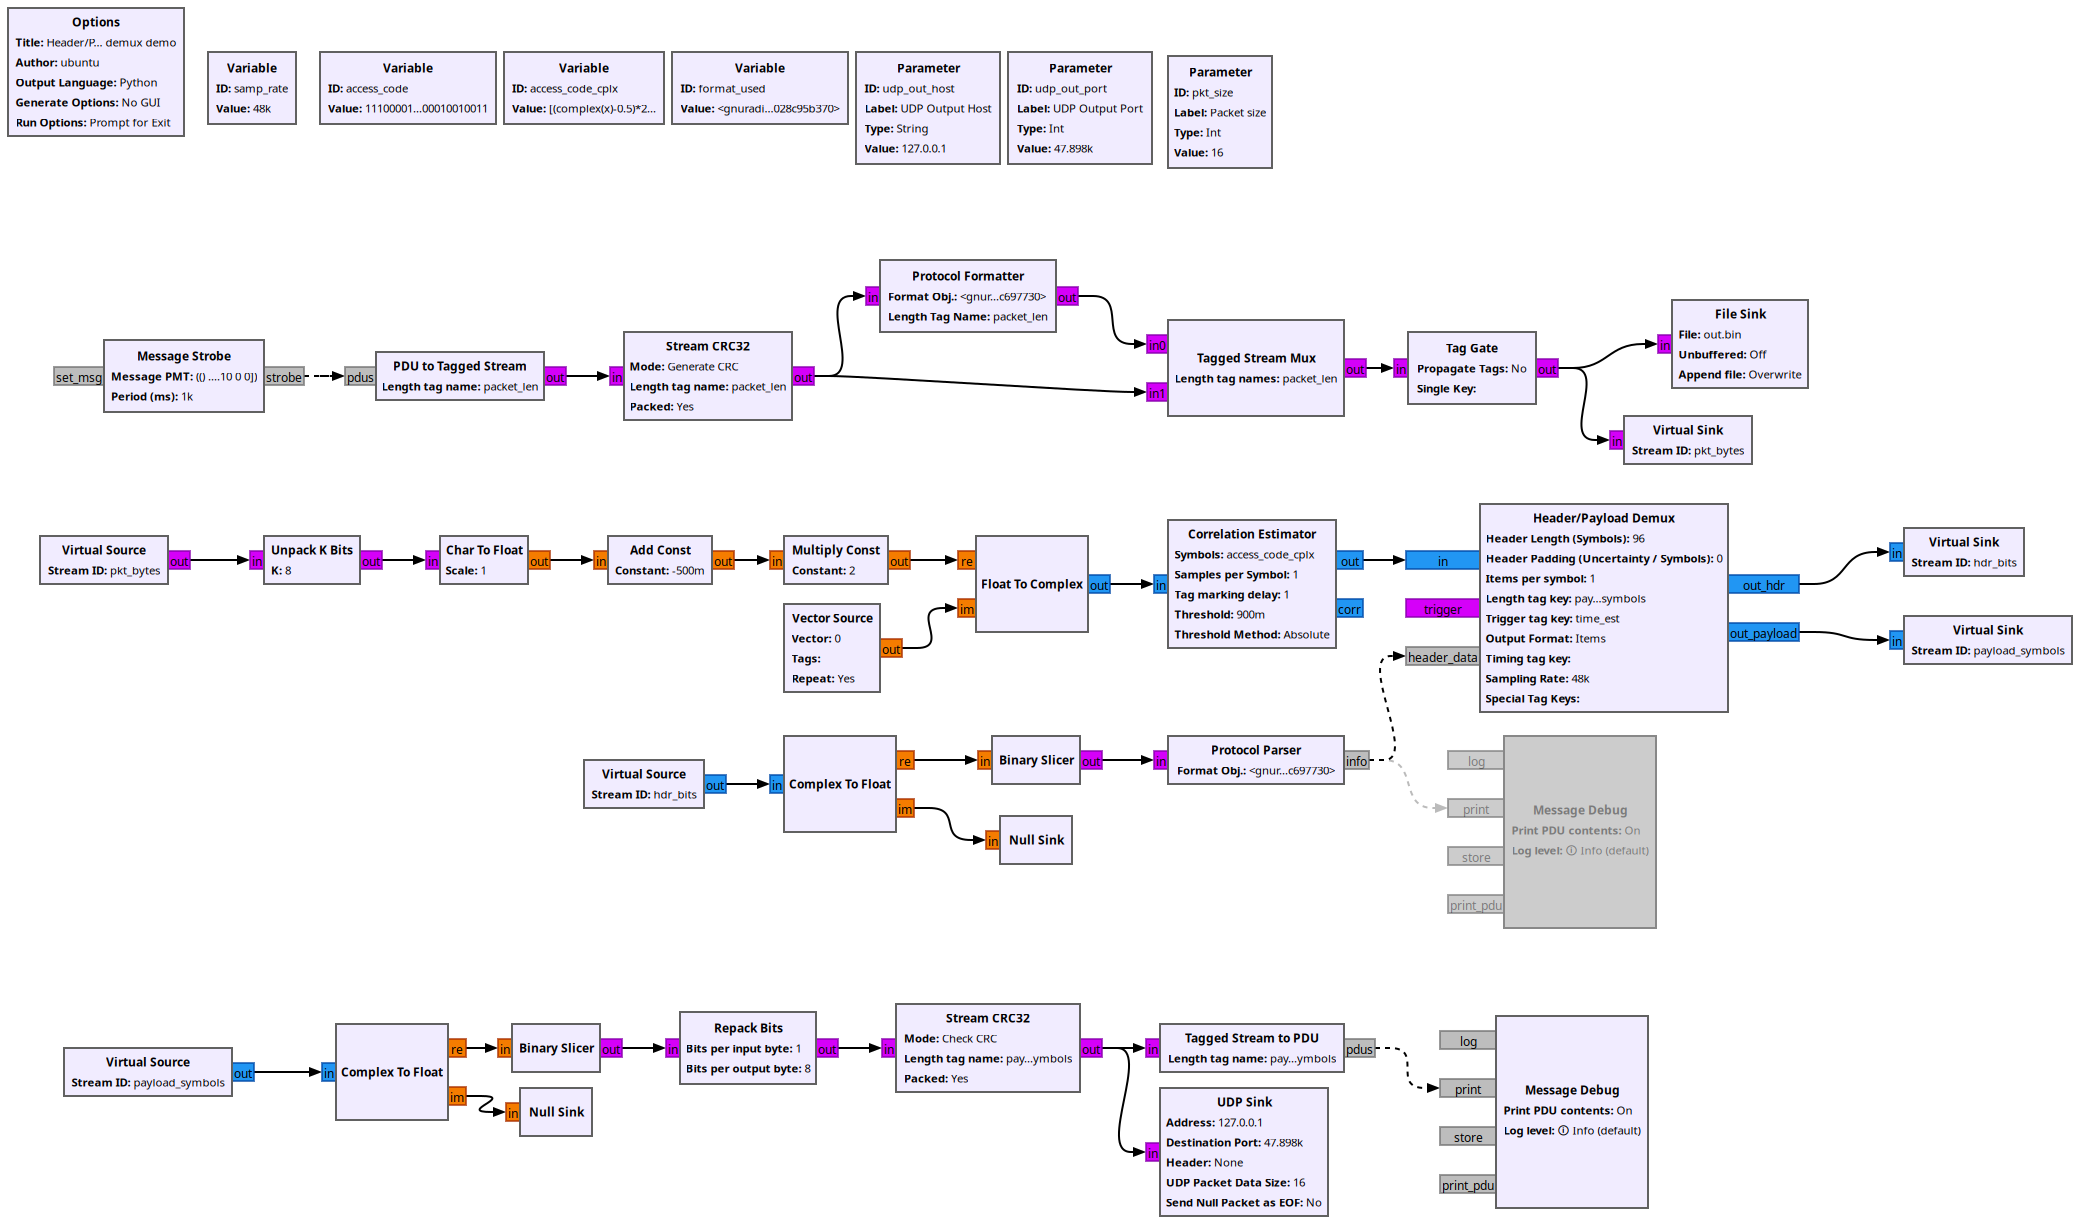 Options
Title: Header/P... demux demo
Author: ubuntu
Output Language: Python
Generate Options: No GUI
Run Options: Prompt for Exit
Variable
ID: samp_rate
Value: 48k
Variable
ID: access_code
Value: 11100001...00010010011
Variable
ID: access_code_cplx
Value: [(complex(x)-0.5)*2...
Variable
ID: format_used
Value: <gnuradi...028c95b370>
Parameter
ID: udp_out_host
Label: UDP Output Host
Type: String
Value: 127.0.0.1
Parameter
ID: udp_out_port
Label: UDP Output Port
Type: Int
Value: 47.898k
Parameter
ID: pkt_size
Label: Packet size
Type: Int
Value: 16
set_msg
Message Strobe
Message PMT: (() ....10 0 0])
Period (ms): 1k
strobe
pdus
PDU to Tagged Stream
Length tag name: packet_len
out
in
Stream CRC32
Mode: Generate CRC
Length tag name: packet_len
Packed: Yes
out
in
Protocol Formatter
Format Obj.: <gnur...c697730>
Length Tag Name: packet_len
out
in0
in1
Tagged Stream Mux
Length tag names: packet_len
out
in
Tag Gate
Propagate Tags: No
Single Key:
out
in
File Sink
File: out.bin
Unbuffered: Off
Append file: Overwrite
in
Virtual Sink
Stream ID: pkt_bytes
Virtual Source
Stream ID: pkt_bytes
out
in
Unpack K Bits
K: 8
out
in
Char To Float
Scale: 1
out
in
Add Const
Constant: -500m
out
in
Multiply Const
Constant: 2
out
Vector Source
Vector: 0
Tags:
Repeat: Yes
out
re
im
Float To Complex
out
in
Correlation Estimator
Symbols: access_code_cplx
Samples per Symbol: 1
Tag marking delay: 1
Threshold: 900m
Threshold Method: Absolute
out
corr
in
trigger
header_data
Header/Payload Demux
Header Length (Symbols): 96
Header Padding (Uncertainty / Symbols): 0
Items per symbol: 1
Length tag key: pay...symbols
Trigger tag key: time_est
Output Format: Items
Timing tag key:
Sampling Rate: 48k
Special Tag Keys:
out_hdr
out_payload
in
Virtual Sink
Stream ID: hdr_bits
in
Virtual Sink
Stream ID: payload_symbols
Virtual Source
Stream ID: hdr_bits
out
in
Complex To Float
re
im
in
Binary Slicer
out
in
Null Sink
in
Protocol Parser
Format Obj.: <gnur...c697730>
info
log
print
store
print_pdu
Message Debug
Print PDU contents: On
Log level: ⓘ Info (default)
Virtual Source
Stream ID: payload_symbols
out
in
Complex To Float
re
im
in
Binary Slicer
out
in
Null Sink
in
Repack Bits
Bits per input byte: 1
Bits per output byte: 8
out
in
Stream CRC32
Mode: Check CRC
Length tag name: pay...ymbols
Packed: Yes
out
in
Tagged Stream to PDU
Length tag name: pay...ymbols
pdus
in
UDP Sink
Address: 127.0.0.1
Destination Port: 47.898k
Header: None
UDP Packet Data Size: 16
Send Null Packet as EOF: No
log
print
store
print_pdu
Message Debug
Print PDU contents: On
Log level: ⓘ Info (default)